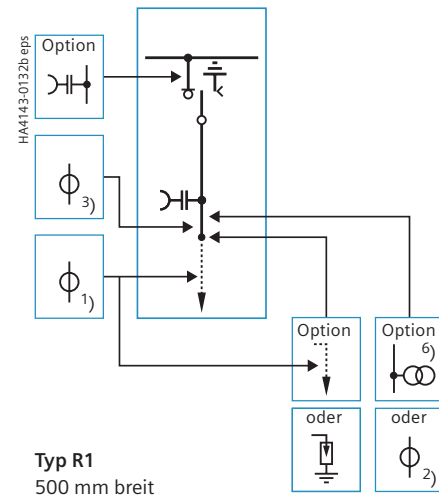 HA4143-0132b eps
Option
3)
1)
Option
Option
6)
oder
oder
2)
Typ R1
500 mm breit